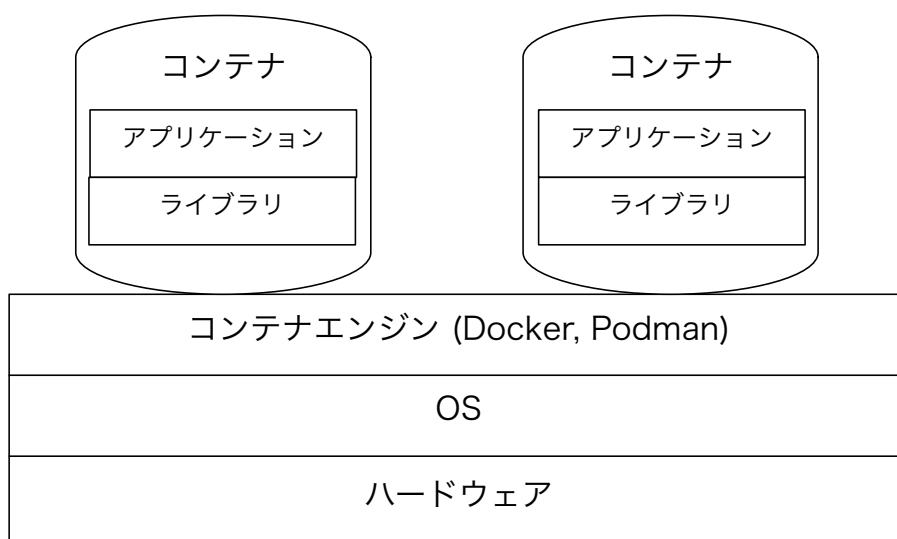 コンテナ
アプリケーション
ライブラリ
コンテナ
アプリケーション
ライブラリ
コンテナエンジン (Docker, Podman)
OS
ハードウェア